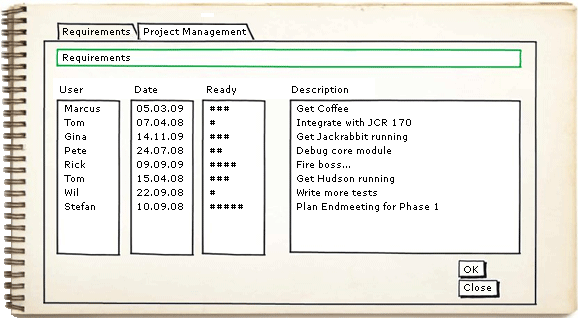 Requirements Project Management
Requirements
User Date Ready Description
Marcus 05.03.09 ### Get Coffee
Tom 07.04.08 # Integrate with JCR 170
Gina 14.11.09 ### Get Jackrabbit running
Pete 24.07.08 ## Debug core module
Rick 09.09.09 #### Fire boss...
Tom 15.04.08 ### Get Hudson running
Wil 22.09.08 # Write more tests
Stefan 10.09.08 ##### Plan Endmeeting for Phase 1
OK
Close